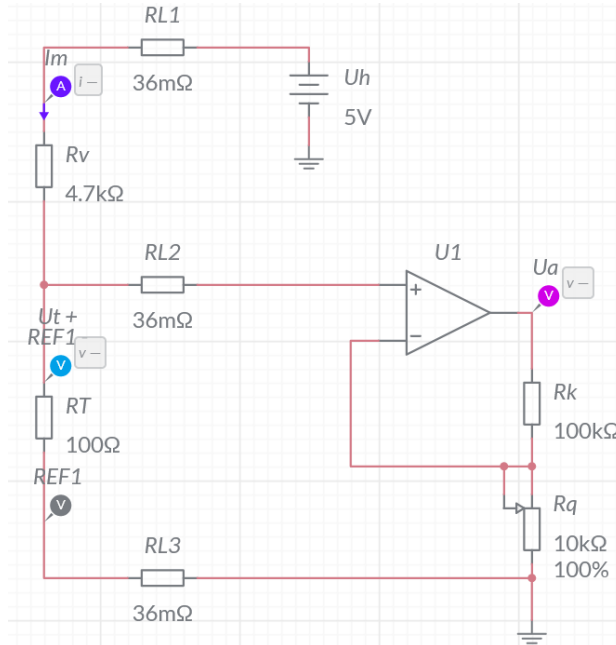 RL1
36mΩ
Im
A
i –
Uh
5V
Rv
4.7kΩ
RL2
36mΩ
U1
+
−
Ua
V
v –
Ut +
REF1
V
v –
RT
100Ω
Rk
100kΩ
REF1
V
Rq
10kΩ
100%
RL3
36mΩ